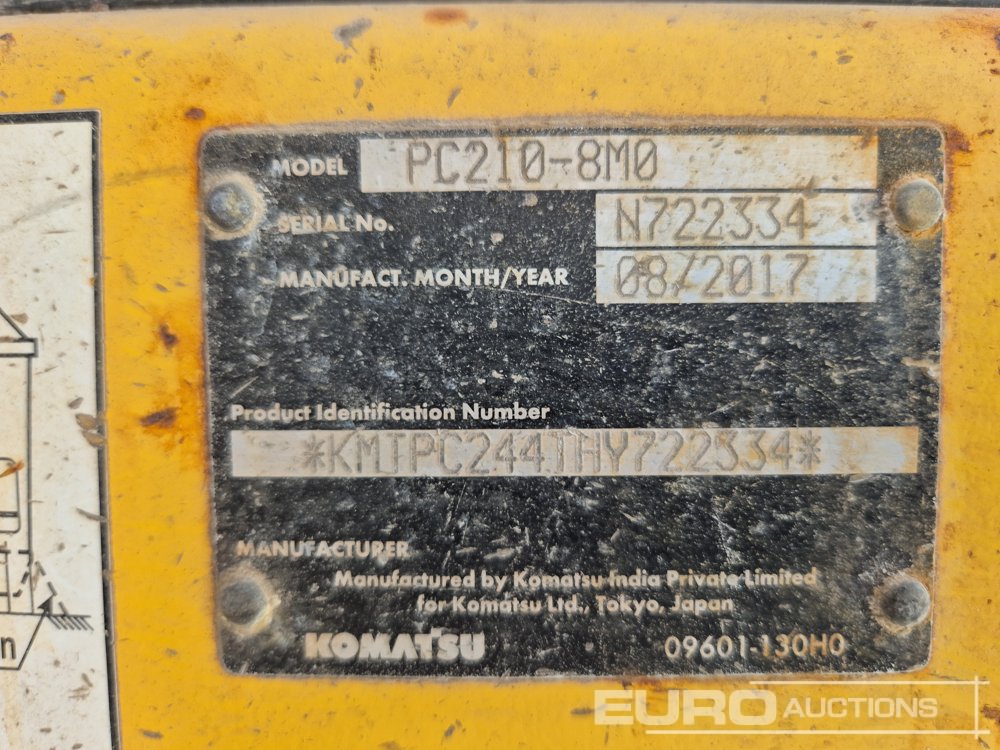 MODEL PC210-8M0
SERIAL No. N722334
MANUFACT. MONTH/YEAR 08/2017
Product Identification Number
*KMTPC244THY722334*
MANUFACTURER
Manufactured by Komatsu India Private Limited
for Komatsu Ltd., Tokyo, Japan
KOMATSU 09601-130H0
n
EURO AUCTIONS